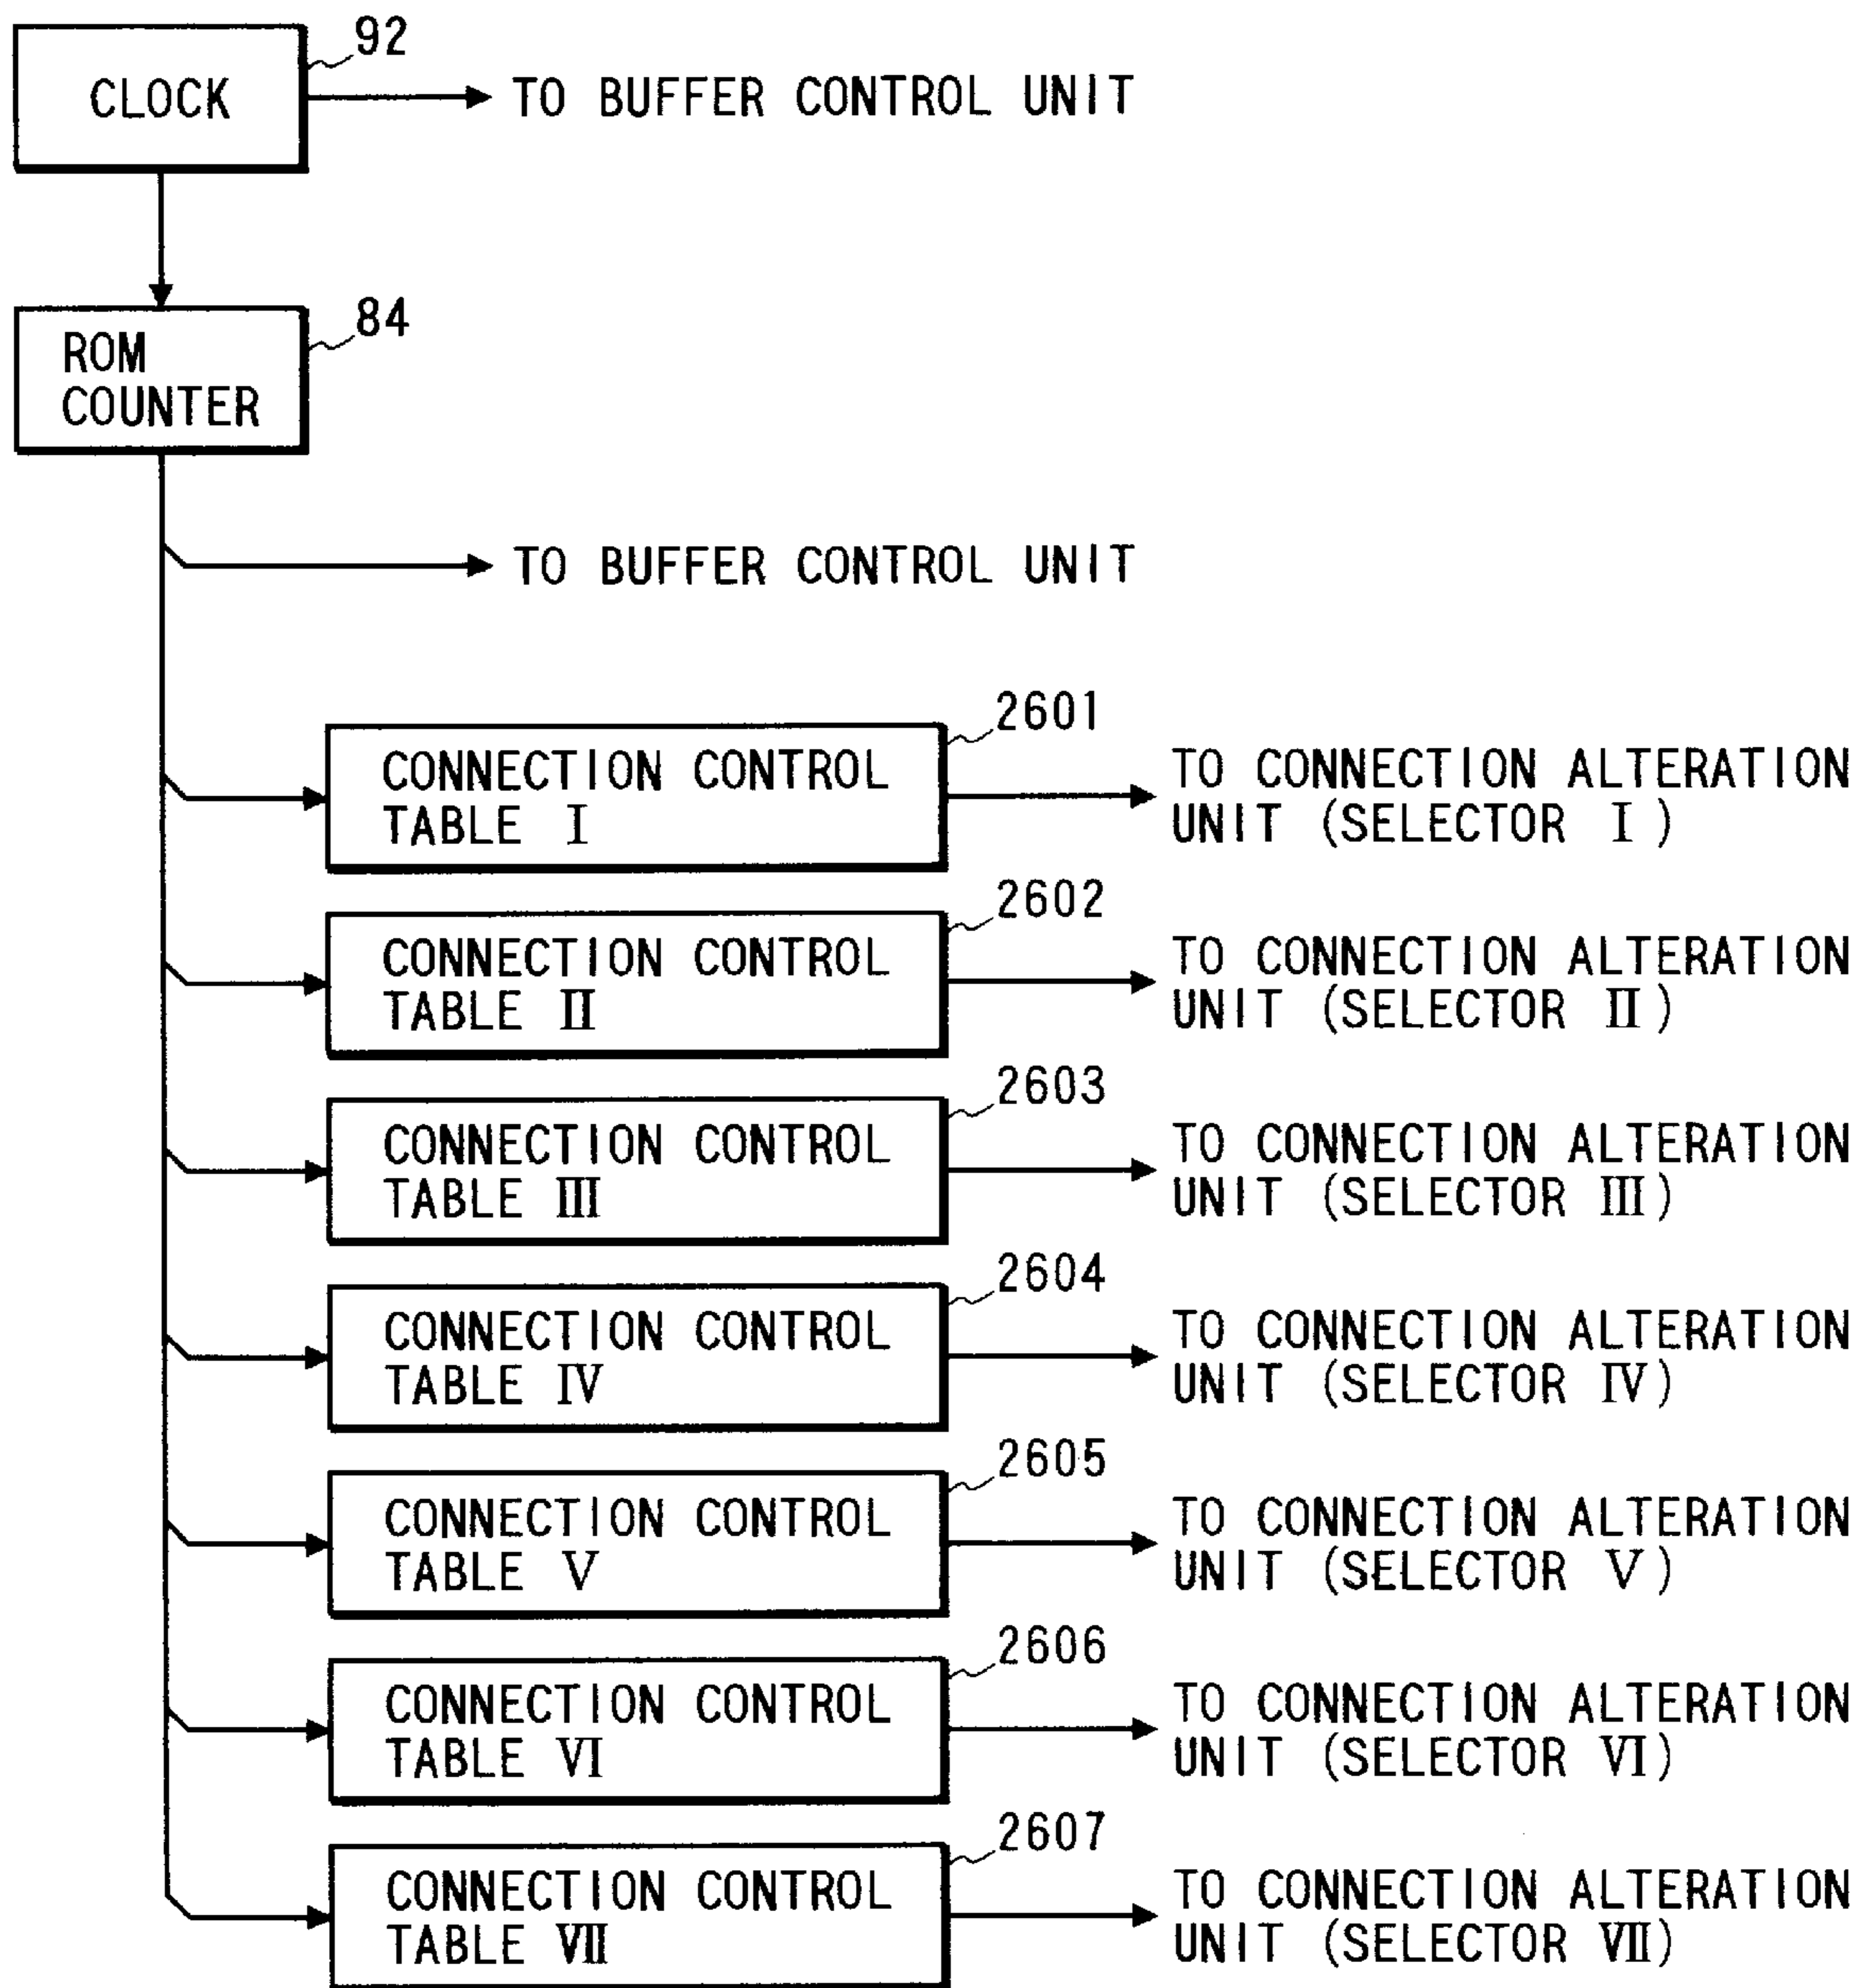 92
CLOCK
TO BUFFER CONTROL UNIT
84
ROM
COUNTER
TO BUFFER CONTROL UNIT
2601
CONNECTION CONTROL
TABLE I
TO CONNECTION ALTERATION
UNIT (SELECTOR I)
2602
CONNECTION CONTROL
TABLE II
TO CONNECTION ALTERATION
UNIT (SELECTOR II)
2603
CONNECTION CONTROL
TABLE III
TO CONNECTION ALTERATION
UNIT (SELECTOR III)
2604
CONNECTION CONTROL
TABLE IV
TO CONNECTION ALTERATION
UNIT (SELECTOR IV)
2605
CONNECTION CONTROL
TABLE V
TO CONNECTION ALTERATION
UNIT (SELECTOR V)
2606
CONNECTION CONTROL
TABLE VI
TO CONNECTION ALTERATION
UNIT (SELECTOR VI)
2607
CONNECTION CONTROL
TABLE VII
TO CONNECTION ALTERATION
UNIT (SELECTOR VII)